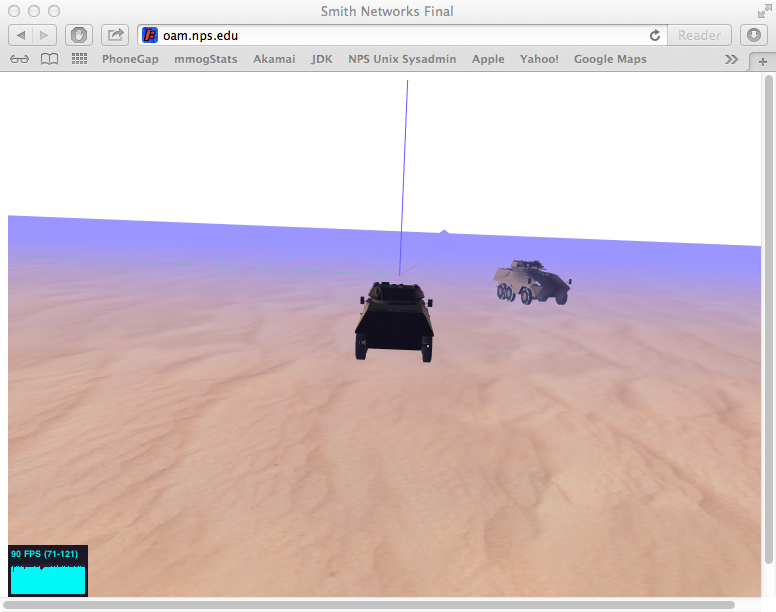 Smith Networks Final
oam.nps.edu
Reader
PhoneGap mmogStats Akamai JDK NPS Unix Sysadmin Apple Yahoo! Google Maps
90 FPS (71-121)